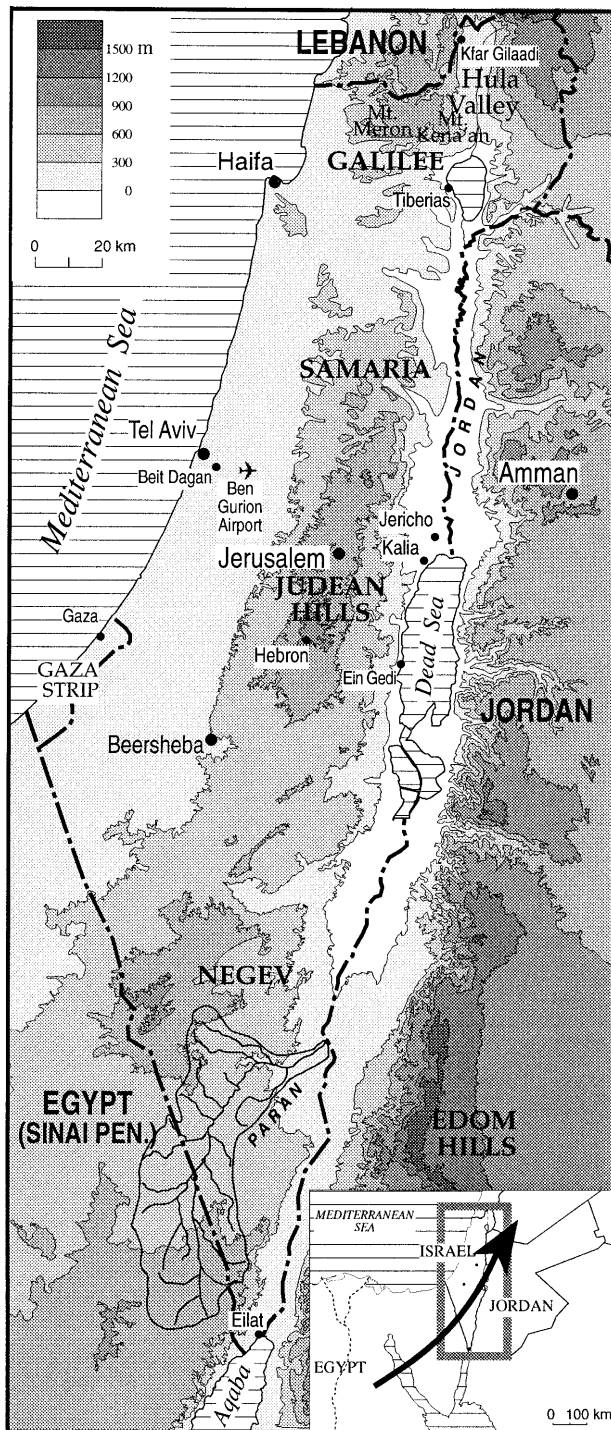 1500 m
1200
900
600
300
0
0 20 km
LEBANON
Kfar Gilaadi
Hula
Valley
Mt.
Meron
Mt.
Kena'an
GALILEE
Haifa
Tiberias
Mediterranean Sea
SAMARIA
JORDAN
Tel Aviv
Beit Dagan
Ben
Gurion
Airport
Amman
Jericho
Kalia
Jerusalem
JUDEAN
HILLS
Gaza
GAZA
STRIP
Hebron
Ein Gedi
Dead Sea
JORDAN
Beersheba
NEGEV
PARAN
EGYPT
(SINAI PEN.)
EDOM
HILLS
Eilat
Aqaba
MEDITERRANEAN
SEA
ISRAEL
JORDAN
EGYPT
0 100 km